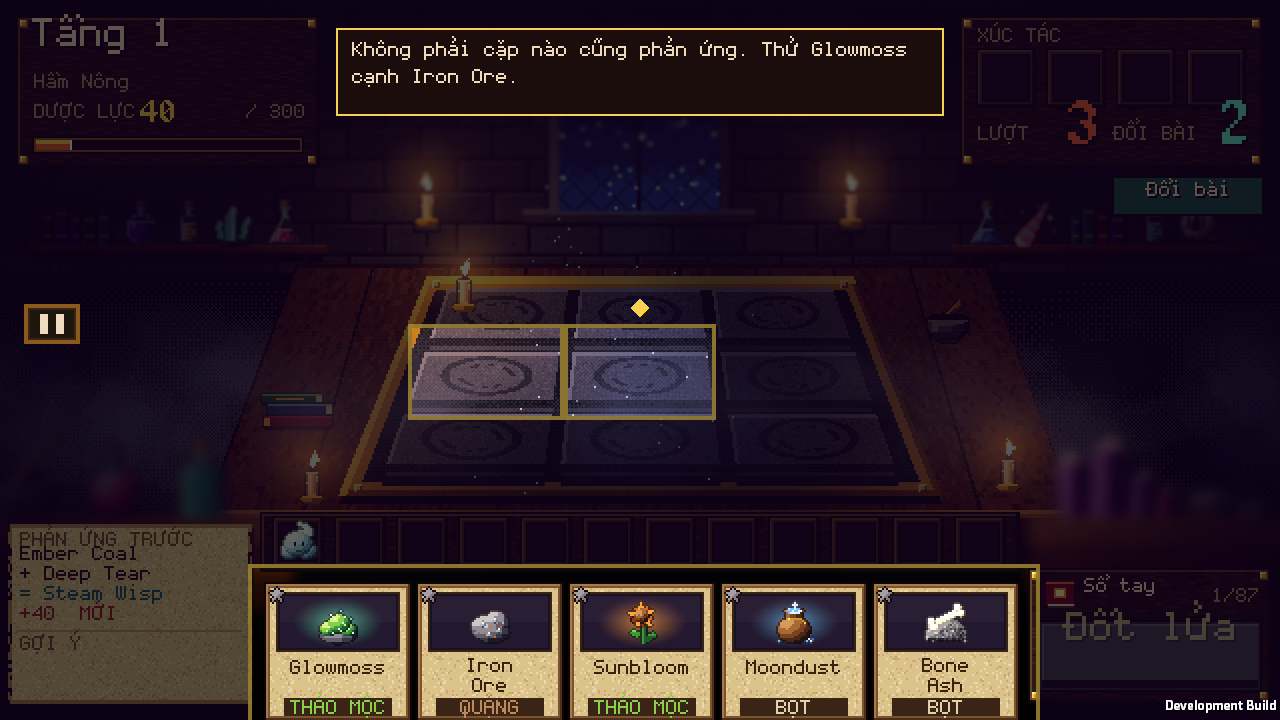 Tầng 1
Hầm Nông
DƯỢC LỰC 40 / 300
Không phải cặp nào cũng phản ứng. Thử Glowmoss
cạnh Iron Ore.
XÚC TÁC
LƯỢT 3 ĐỔI BÀI 2
Đổi bài
PHẢN ỨNG TRƯỚC
Ember Coal
+ Deep Tear
= Steam Wisp
+40 MỚI
GỢI Ý
Glowmoss
THẢO MỘC
Iron
Ore
QUẶNG
Sunbloom
THẢO MỘC
Moondust
BỘT
Bone
Ash
BỘT
Sổ tay
1/87
Đốt lửa
Development Build